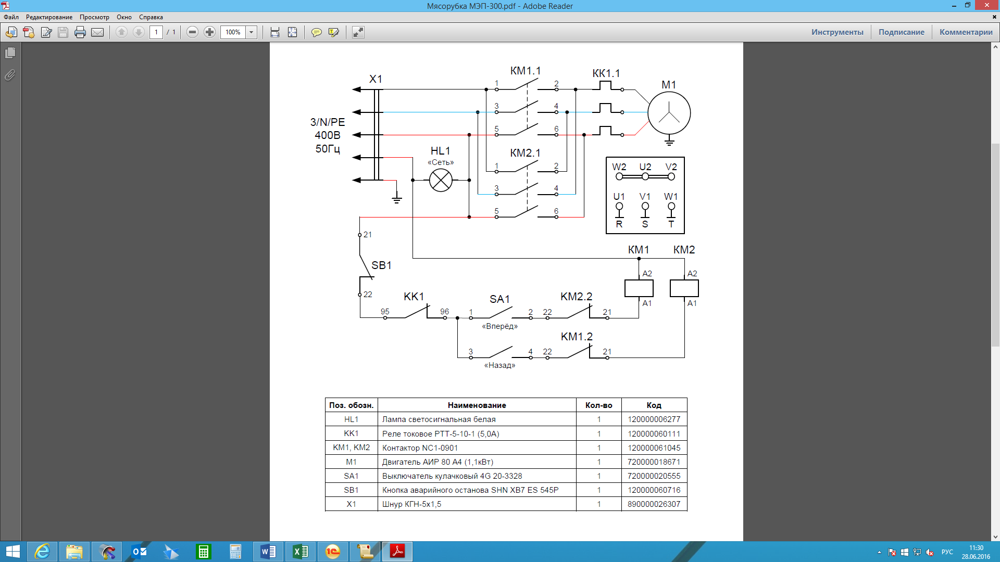 Мясорубка МЭП-300.pdf - Adobe Reader
Файл Редактирование Просмотр Окно Справка
1 / 1 100% Инструменты Подписание Комментарии
X1
KM1.1
КК1.1
M1
1 2
3 4
5 6
3/N/PE
400В
50Гц
HL1
«Сеть»
KM2.1
1 2
3 4
5 6
W2 U2 V2
U1 V1 W1
R S T
21
SB1
22
KM1 KM2
A2 A2
A1 A1
KK1
95 96
SA1
1 2
«Вперёд»
KM2.2
22 21
3 4
«Назад»
KM1.2
22 21
Поз. обозн. Наименование Кол-во Код
HL1 Лампа светосигнальная белая 1 120000006277
KK1 Реле токовое РТТ-5-10-1 (5,0А) 1 120000060111
KM1, KM2 Контактор NC1-0901 1 120000061045
M1 Двигатель АИР 80 А4 (1,1кВт) 1 720000018671
SA1 Выключатель кулачковый 4G 20-3328 1 720000020555
SB1 Кнопка аварийного останова SHN XB7 ES 545P 1 120000060716
X1 Шнур КГН-5х1,5 1 890000026307
РУС
11:30
28.06.2016